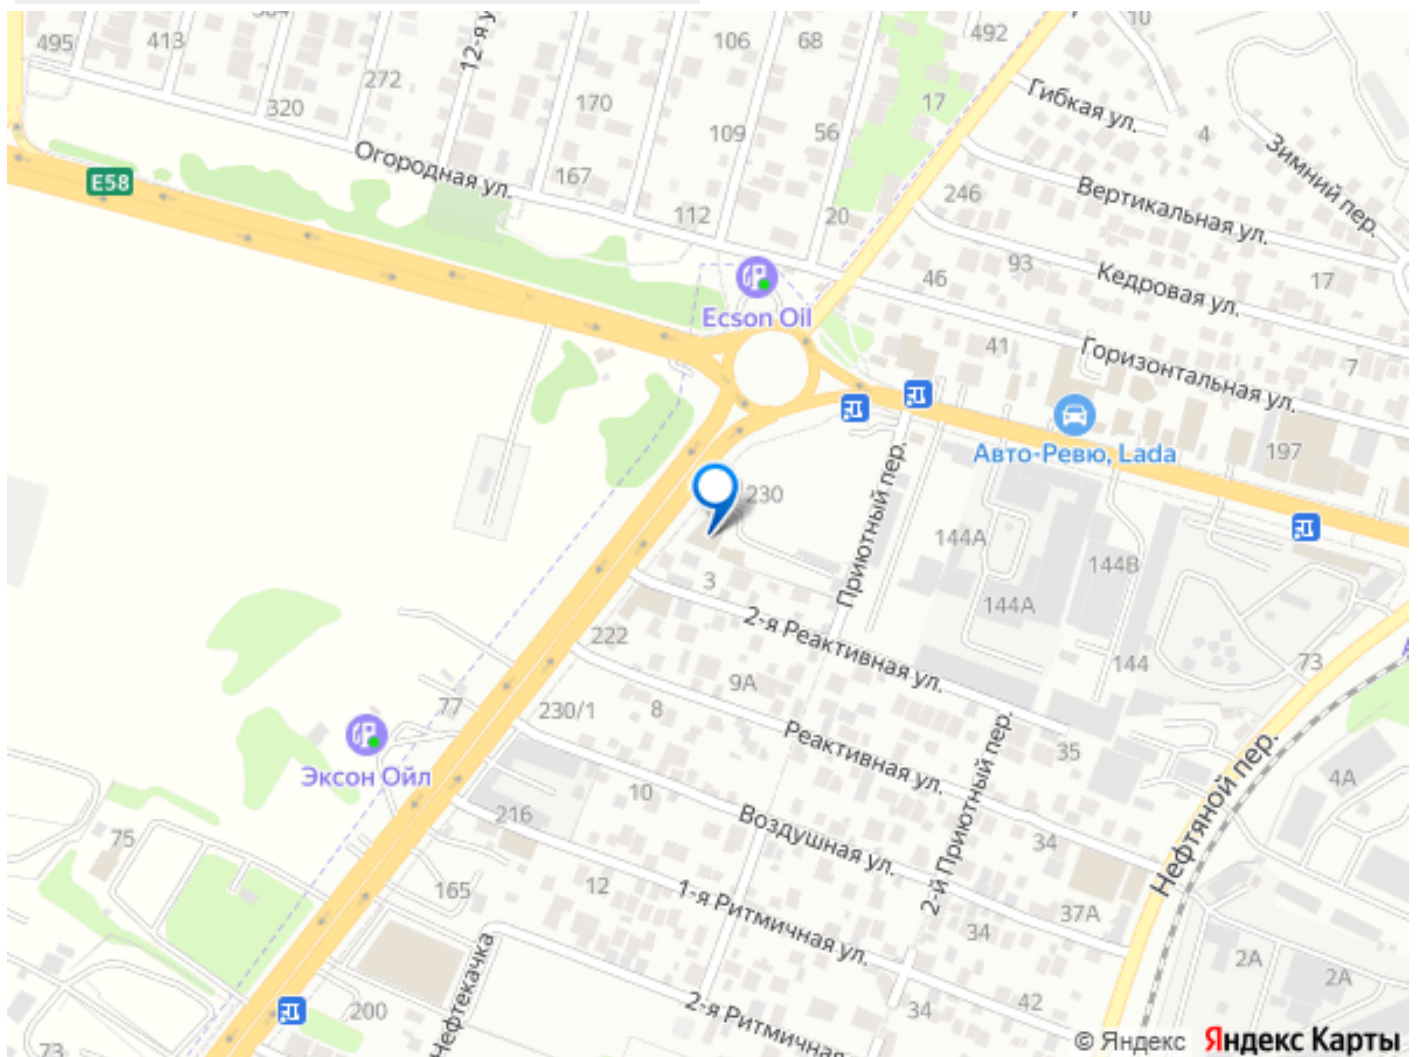 10
495
413
12-я у
106
68
492
272
320
170
17
109
56
Гибкая ул.
4
Зимний пер.
Огородная ул.
E58
167
112
20
246
Вертикальная ул.
46
93
Кедровая ул.
17
Ecson Oil
41
Горизонтальная ул.
7
Авто-Ревю, Lada
197
230
Приютный пер.
144А
144В
3
144А
2-я Реактивная ул.
222
144
73
9А
77
230/1
8
Реактивная ул.
2-й Приютный пер.
35
Нефтяной пер.
4А
Эксон Ойл
10
Воздушная ул.
216
75
34
165
12
1-я Ритмичная ул.
37А
34
2А
2А
Нефтекачка
200
2-я Ритмичная
34
42
73
© Яндекс Яндекс Карты